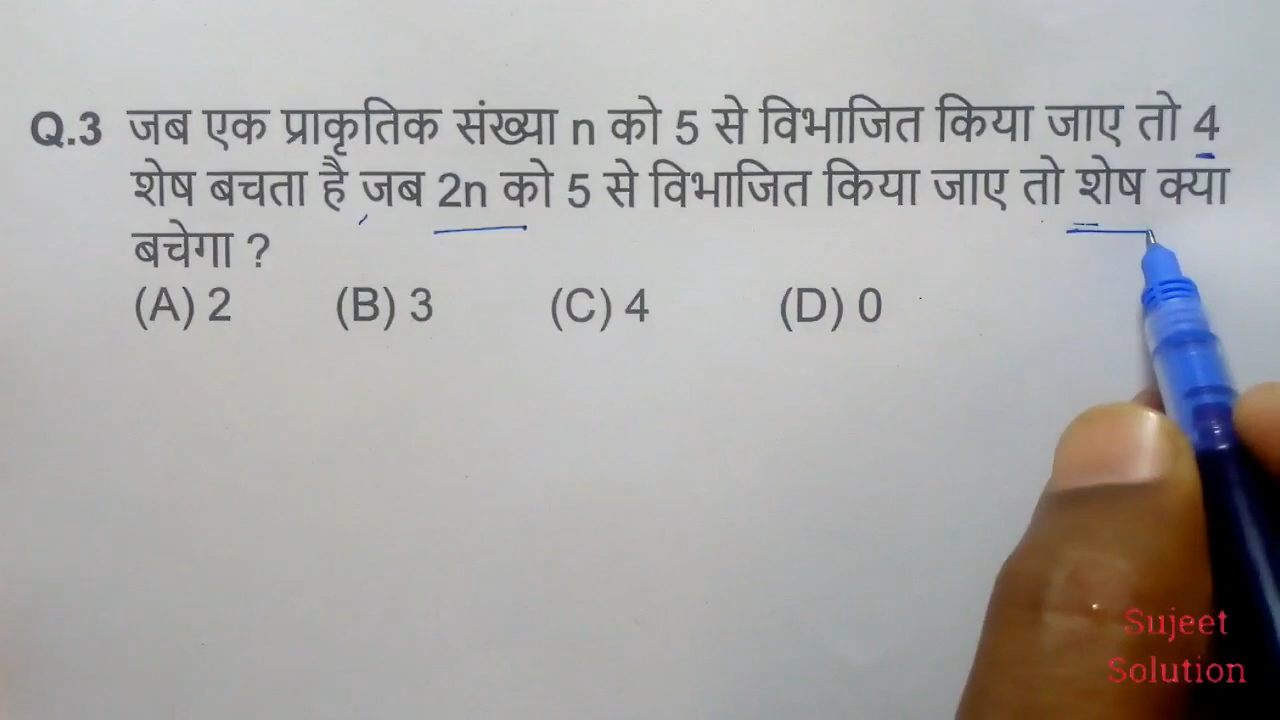 Q.3 जब एक प्राकृतिक संख्या n को 5 से विभाजित किया जाए तो 4
शेष बचता है जब 2n को 5 से विभाजित किया जाए तो शेष क्या
बचेगा ?
(A) 2 (B) 3 (C) 4 (D) 0
Sujeet
Solution